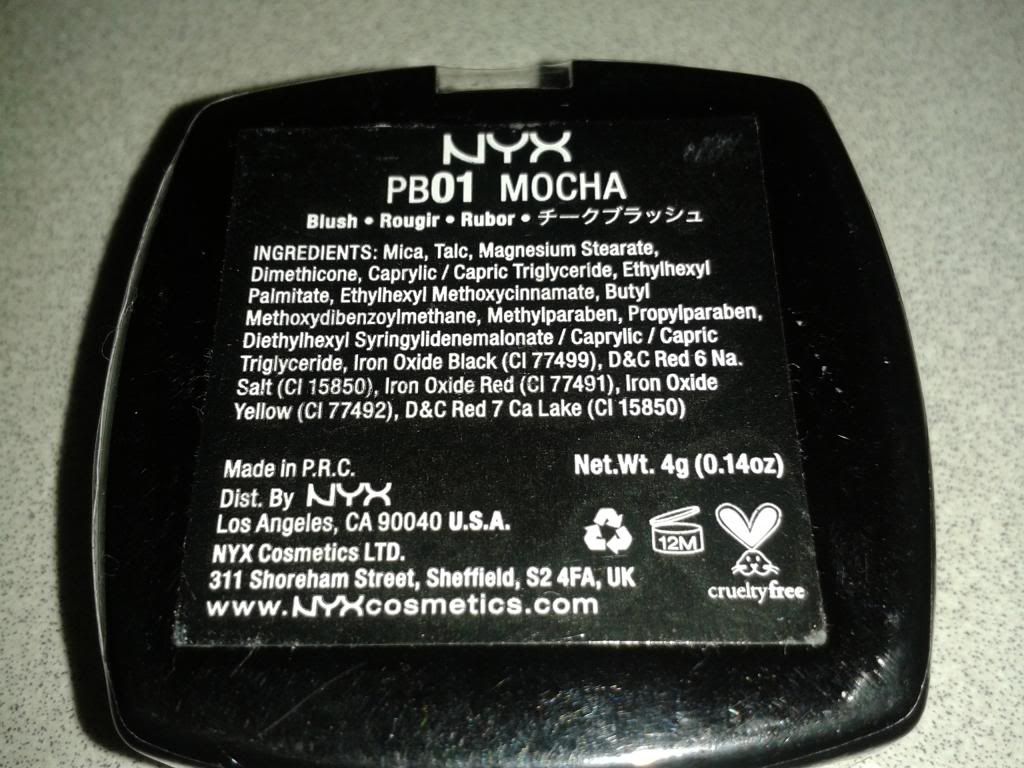 NYX
PB01 MOCHA
Blush • Rougir • Rubor • チークブラッシュ
INGREDIENTS: Mica, Talc, Magnesium Stearate,
Dimethicone, Caprylic / Capric Triglyceride, Ethylhexyl
Palmitate, Ethylhexyl Methoxycinnamate, Butyl
Methoxydibenzoylmethane, Methylparaben, Propylparaben,
Diethylhexyl Syringylidenemalonate / Caprylic / Capric
Triglyceride, Iron Oxide Black (CI 77499), D&C Red 6 Na.
Salt (CI 15850), Iron Oxide Red (CI 77491), Iron Oxide
Yellow (CI 77492), D&C Red 7 Ca Lake (CI 15850)
Made in P.R.C.
Net.Wt. 4g (0.14oz)
Dist. By NYX
Los Angeles, CA 90040 U.S.A.
NYX Cosmetics LTD.
311 Shoreham Street, Sheffield, S2 4FA, UK
www.NYXcosmetics.com
12M
crueltyfree